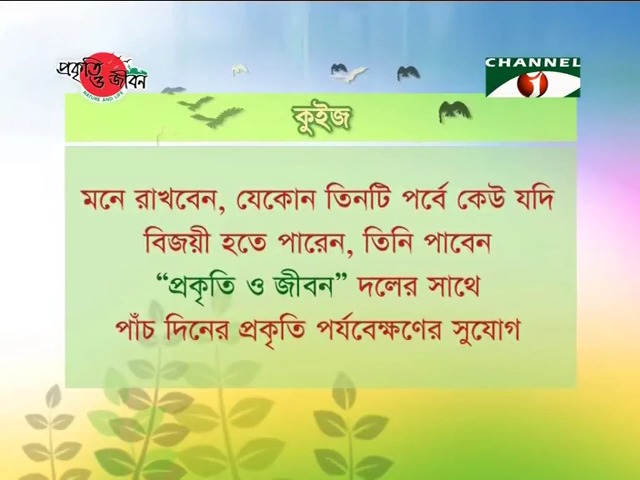 প্রকৃতি ও জীবন
NATURE AND LIFE
CHANNEL
i
কুইজ
মনে রাখবেন, যেকোন তিনটি পর্বে কেউ যদি
বিজয়ী হতে পারেন, তিনি পাবেন
“প্রকৃতি ও জীবন” দলের সাথে
পাঁচ দিনের প্রকৃতি পর্যবেক্ষণের সুযোগ